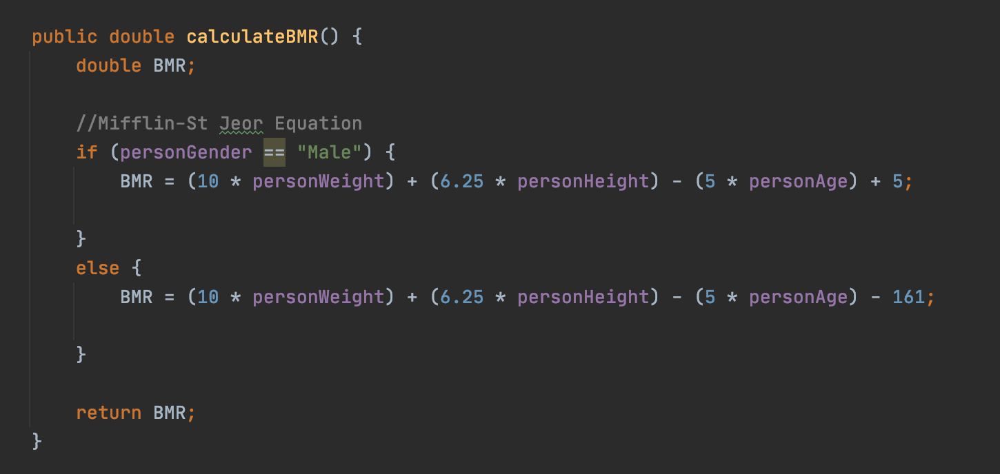 public double calculateBMR() {
    double BMR;

    //Mifflin-St Jeor Equation
    if (personGender == "Male") {
        BMR = (10 * personWeight) + (6.25 * personHeight) - (5 * personAge) + 5;

    }
    else {
        BMR = (10 * personWeight) + (6.25 * personHeight) - (5 * personAge) - 161;

    }

    return BMR;
}